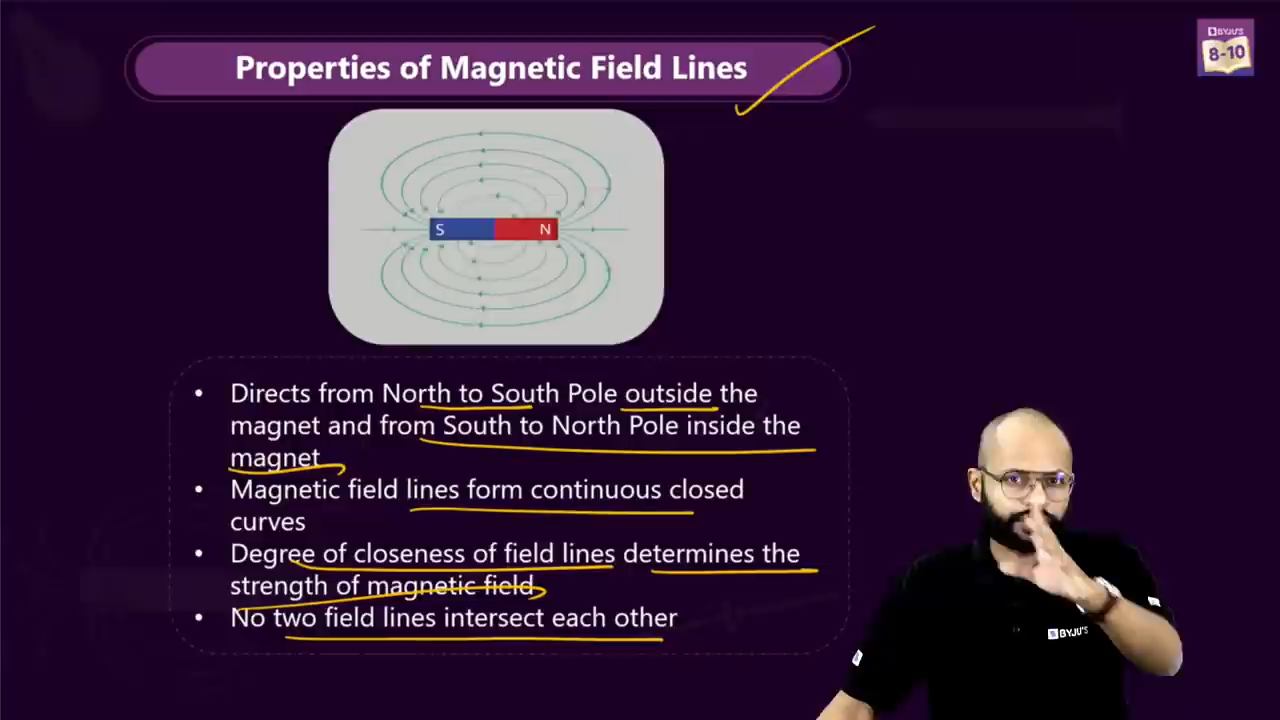 BYJU'S
8-10
Properties of Magnetic Field Lines
S N
• Directs from North to South Pole outside the
magnet and from South to North Pole inside the
magnet
• Magnetic field lines form continuous closed
curves
• Degree of closeness of field lines determines the
strength of magnetic field
• No two field lines intersect each other
BYJU'S